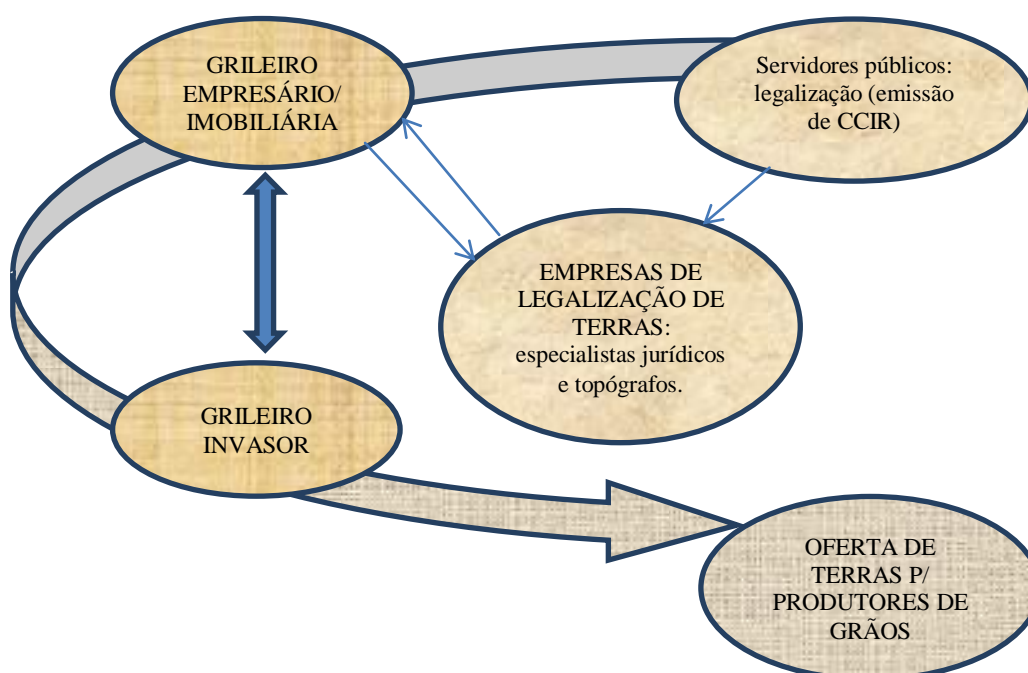 GRILEIRO
EMPRESÁRIO/
IMOBILIÁRIA
Servidores públicos:
legalização (emissão
de CCIR)
EMPRESAS DE
LEGALIZAÇÃO DE
TERRAS:
especialistas jurídicos
e topógrafos.
GRILEIRO
INVASOR
OFERTA DE
TERRAS P/
PRODUTORES DE
GRÃOS